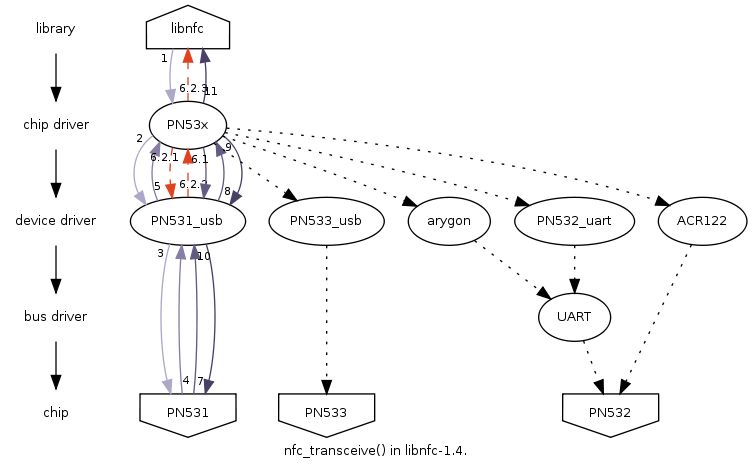 library
libnfc
1
6.2.3
11
chip driver
PN53x
2
6.2.1
6.1
9
5
6.2.2
8
device driver
PN531_usb
PN533_usb
arygon
PN532_uart
ACR122
3
10
bus driver
UART
4
7
chip
PN531
PN533
PN532
nfc_transceive() in libnfc-1.4.